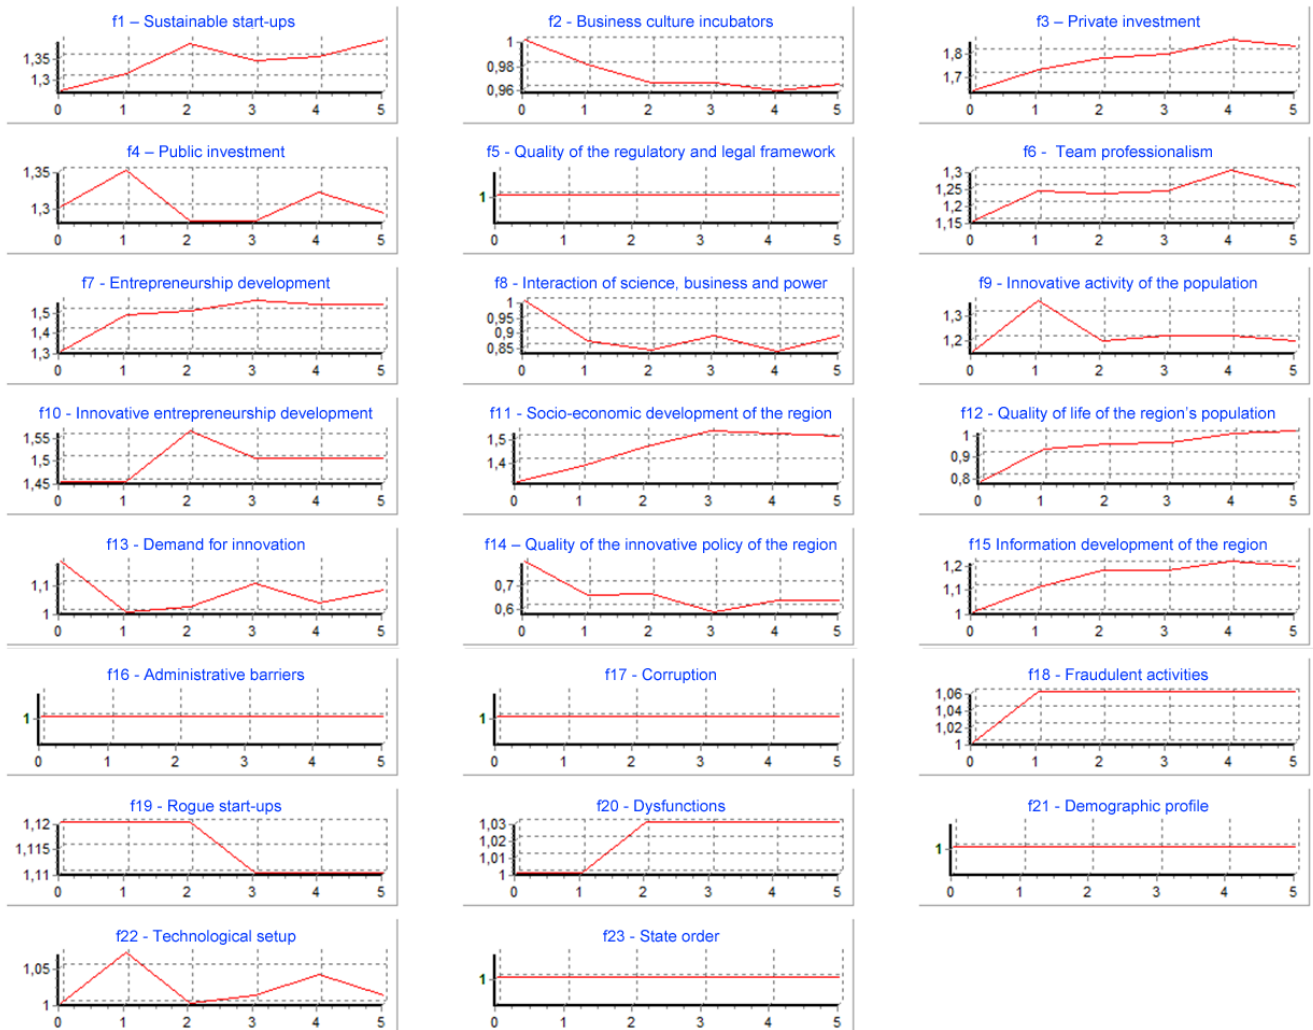 f1 – Sustainable start-ups
1,35
1,3
0 1 2 3 4 5
f2 - Business culture incubators
1
0,98
0,96
0 1 2 3 4 5
f3 – Private investment
1,8
1,7
0 1 2 3 4 5
f4 – Public investment
1,35
1,3
0 1 2 3 4 5
f5 - Quality of the regulatory and legal framework
1
0 1 2 3 4 5
f6 - Team professionalism
1,3
1,25
1,2
1,15
0 1 2 3 4 5
f7 - Entrepreneurship development
1,5
1,4
1,3
0 1 2 3 4 5
f8 - Interaction of science, business and power
1
0,95
0,9
0,85
0 1 2 3 4 5
f9 - Innovative activity of the population
1,3
1,2
0 1 2 3 4 5
f10 - Innovative entrepreneurship development
1,55
1,5
1,45
0 1 2 3 4 5
f11 - Socio-economic development of the region
1,5
1,4
0 1 2 3 4 5
f12 - Quality of life of the region's population
1
0,9
0,8
0 1 2 3 4 5
f13 - Demand for innovation
1,1
1
0 1 2 3 4 5
f14 – Quality of the innovative policy of the region
0,7
0,6
0 1 2 3 4 5
f15 Information development of the region
1,2
1,1
1
0 1 2 3 4 5
f16 - Administrative barriers
1
0 1 2 3 4 5
f17 - Corruption
1
0 1 2 3 4 5
f18 - Fraudulent activities
1,06
1,04
1,02
1
0 1 2 3 4 5
f19 - Rogue start-ups
1,12
1,115
1,11
0 1 2 3 4 5
f20 - Dysfunctions
1,03
1,02
1,01
1
0 1 2 3 4 5
f21 - Demographic profile
1
0 1 2 3 4 5
f22 - Technological setup
1,05
1
0 1 2 3 4 5
f23 - State order
1
0 1 2 3 4 5